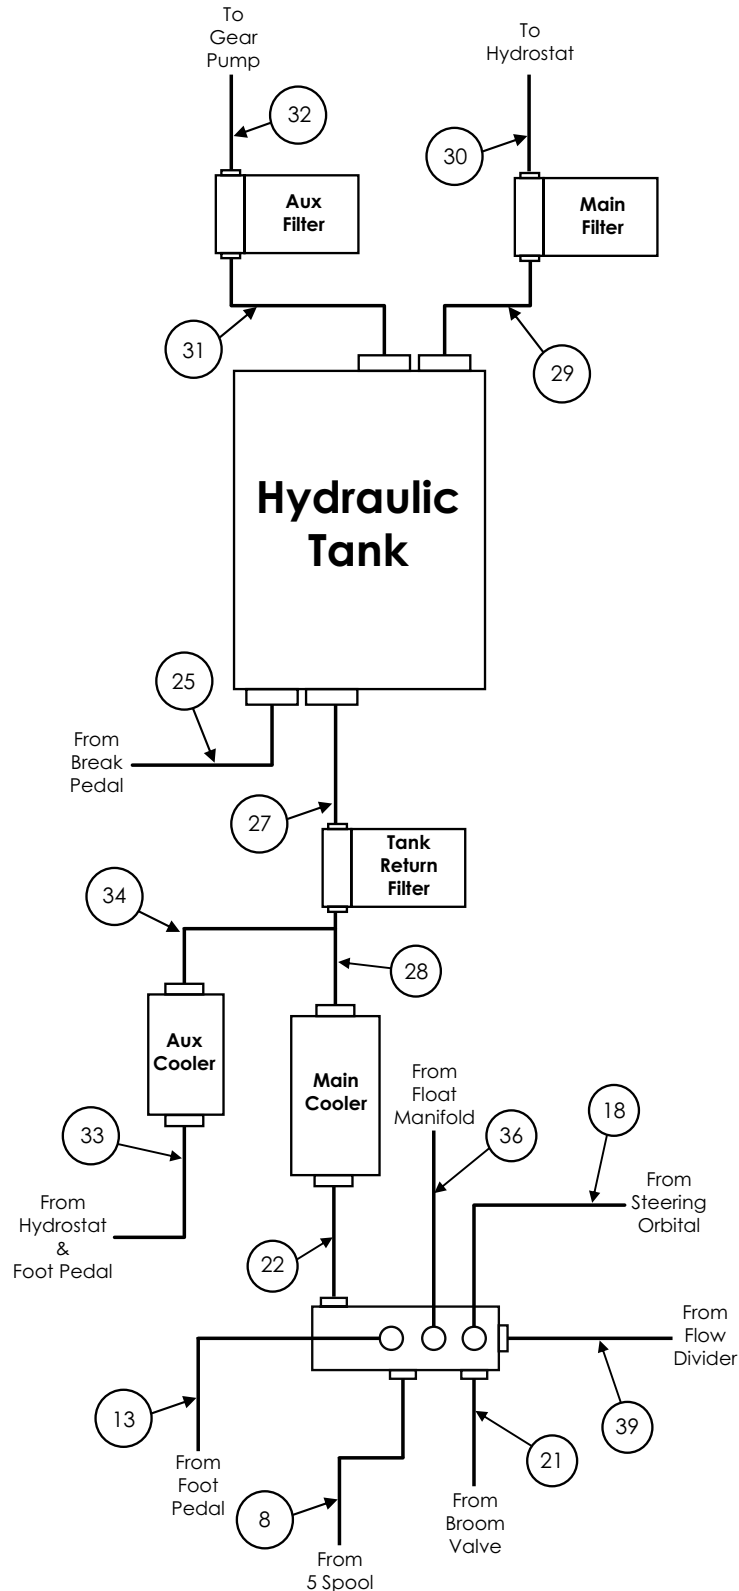 To
Gear
Pump
To
Hydrostat
32
30
Aux
Filter
Main
Filter
31
29
Hydraulic
Tank
25
From
Break
Pedal
27
Tank
Return
Filter
34
28
Aux
Cooler
Main
Cooler
From
Float
Manifold
18
33
36
From
Steering
Orbital
From
Hydrostat
&
Foot Pedal
22
From
Flow
Divider
13
39
21
From
Foot
Pedal
8
From
Broom
Valve
From
5 Spool